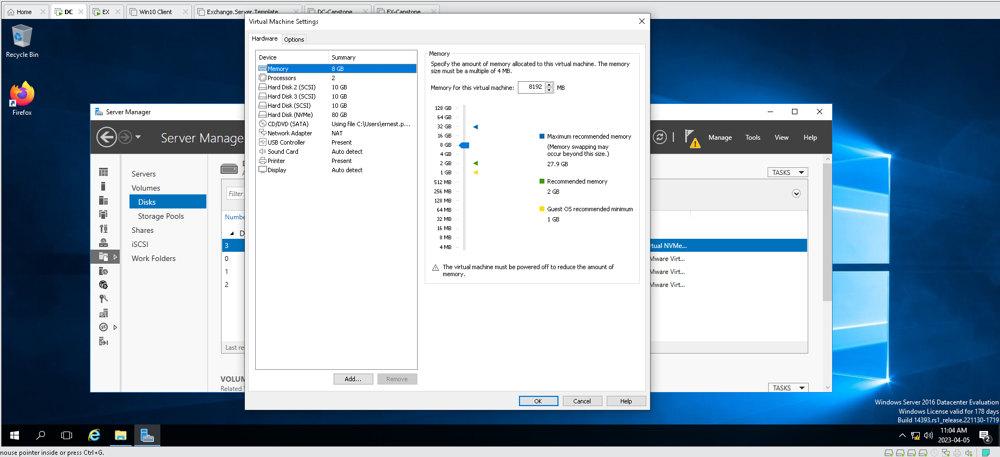 Home
DC
EX
Win10 Client
Exchange.Server.Template
DC-Capstone
EX-Capstone
Recycle Bin
Firefox
Virtual Machine Settings
Hardware
Options
Device Summary
Memory 8 GB
Processors 2
Hard Disk 2 (SCSI) 10 GB
Hard Disk 3 (SCSI) 10 GB
Hard Disk (SCSI) 10 GB
Hard Disk (NVMe) 80 GB
CD/DVD (SATA) Using file C:\Users\ernest.p...
Network Adapter NAT
USB Controller Present
Sound Card Auto detect
Printer Present
Display Auto detect
Add...
Remove
Memory
Specify the amount of memory allocated to this virtual machine. The memory
size must be a multiple of 4 MB.
Memory for this virtual machine: 8192 MB
128 GB
64 GB
32 GB
16 GB
8 GB
4 GB
2 GB
1 GB
512 MB
256 MB
128 MB
64 MB
32 MB
16 MB
8 MB
4 MB
Maximum recommended memory
(Memory swapping may
occur beyond this size.)
27.9 GB
Recommended memory
2 GB
Guest OS recommended minimum
1 GB
The virtual machine must be powered off to reduce the amount of
memory.
OK
Cancel
Help
Server Manager
Server Manage
Manage
Tools
View
Help
Servers
Volumes
Disks
Storage Pools
Shares
iSCSI
Work Folders
TASKS
Filter
Numbe
D
3 rtual NVMe...
0 Mware Virt...
1 Mware Virt...
2 Mware Virt...
Last re
VOLUM
Related
TASKS
Windows Server 2016 Datacenter Evaluation
Windows License valid for 178 days
Build 14393.rs1_release.221130-1719
11:04 AM
2023-04-05
2
mouse pointer inside or press Ctrl+G.